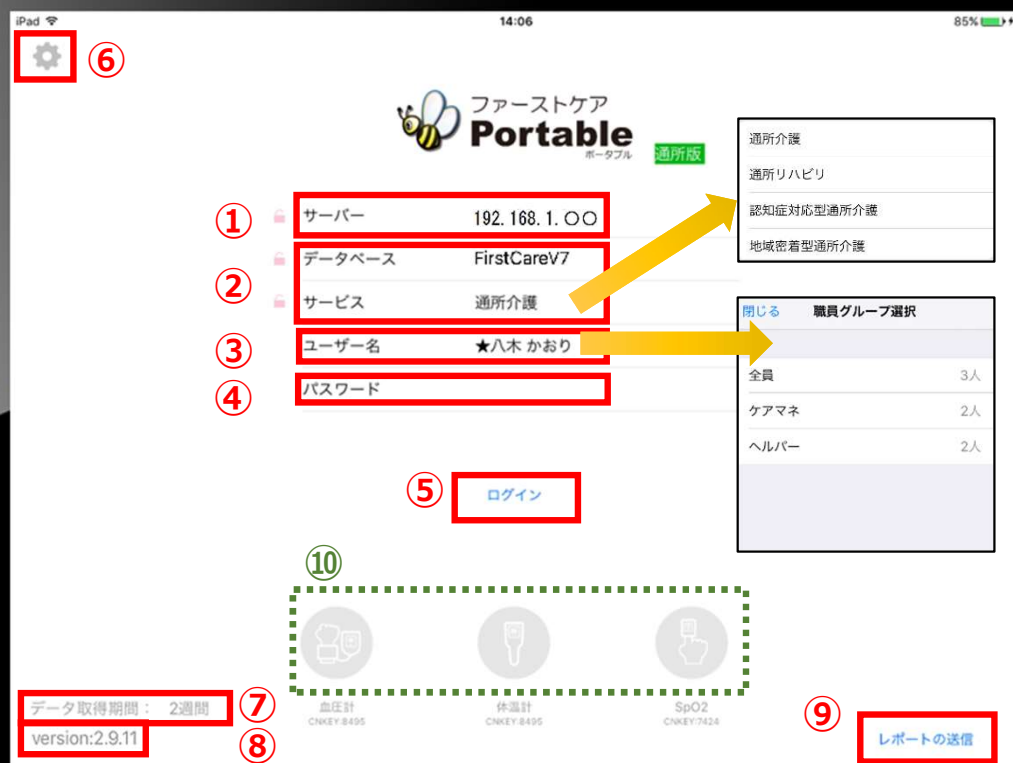 iPad 14:06 85%
⑥
ファーストケア
Portable
ポータブル 通所版
① サーバー 192.168.1.〇〇
② データベース FirstCareV7
サービス 通所介護
③ ユーザー名 ★八木 かおり
④ パスワード
⑤ ログイン
通所介護
通所リハビリ
認知症対応型通所介護
地域密着型通所介護
閉じる 職員グループ選択
全員 3人
ケアマネ 2人
ヘルパー 2人
⑩
血圧計 体温計 SpO2
CNKEY:8495 CNKEY:8495 CNKEY:7424
データ取得期間： 2週間 ⑦
version:2.9.11 ⑧
⑨
レポートの送信